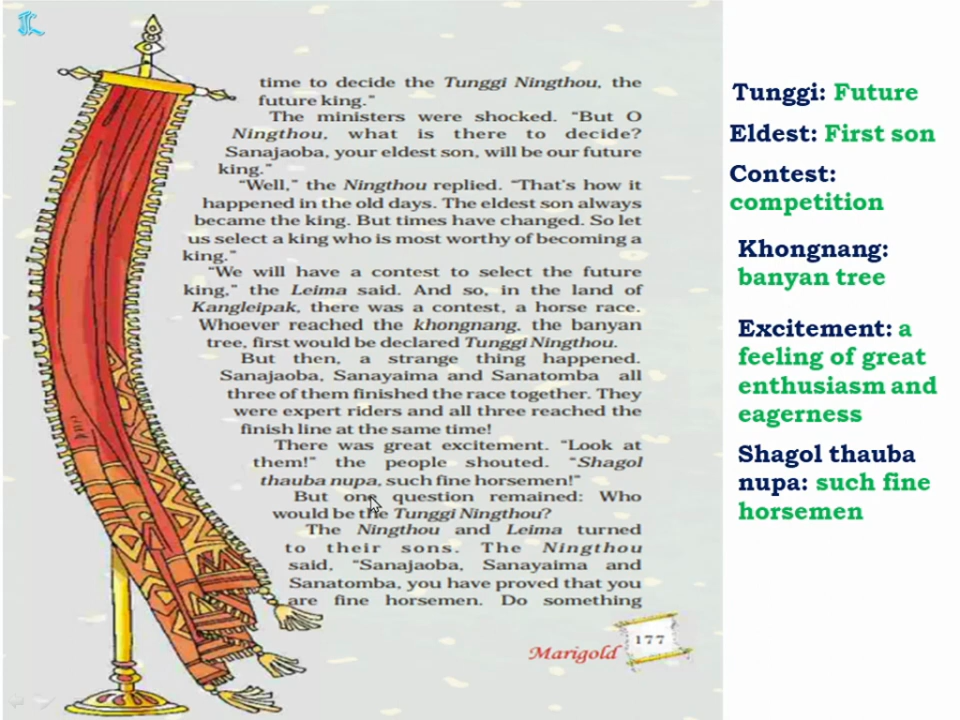 time to decide the Tunggi Ningthou, the
future king."
The ministers were shocked. "But O
Ningthou, what is there to decide?
Sanajaoba, your eldest son, will be our future
king."
"Well," the Ningthou replied. "That's how it
happened in the old days. The eldest son always
became the king. But times have changed. So let
us select a king who is most worthy of becoming a
king."
"We will have a contest to select the future
king," the Leima said. And so, in the land of
Kangleipak, there was a contest, a horse race.
Whoever reached the khongnang, the banyan
tree, first would be declared Tunggi Ningthou.
But then, a strange thing happened.
Sanajaoba, Sanayaima and Sanatomba all
three of them finished the race together. They
were expert riders and all three reached the
finish line at the same time!
There was great excitement. "Look at
them!" the people shouted. "Shagol
thauba nupa, such fine horsemen!"
But one question remained: Who
would be the Tunggi Ningthou?
The Ningthou and Leima turned
to their sons. The Ningthou
said, "Sanajaoba, Sanayaima and
Sanatomba, you have proved that you
are fine horsemen. Do something
Marigold 177
Tunggi: Future
Eldest: First son
Contest:
competition
Khongnang:
banyan tree
Excitement: a
feeling of great
enthusiasm and
eagerness
Shagol thauba
nupa: such fine
horsemen